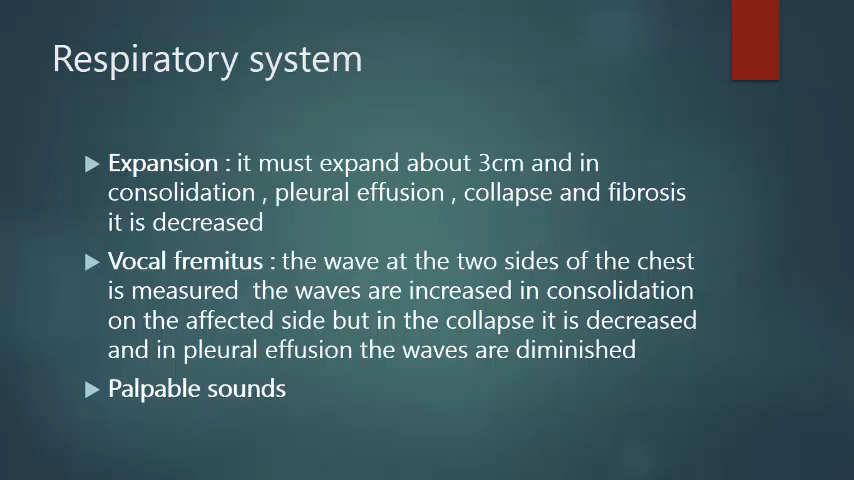 Respiratory system
Expansion : it must expand about 3cm and in
consolidation , pleural effusion , collapse and fibrosis
it is decreased
Vocal fremitus : the wave at the two sides of the chest
is measured  the waves are increased in consolidation
on the affected side but in the collapse it is decreased
and in pleural effusion the waves are diminished
Palpable sounds